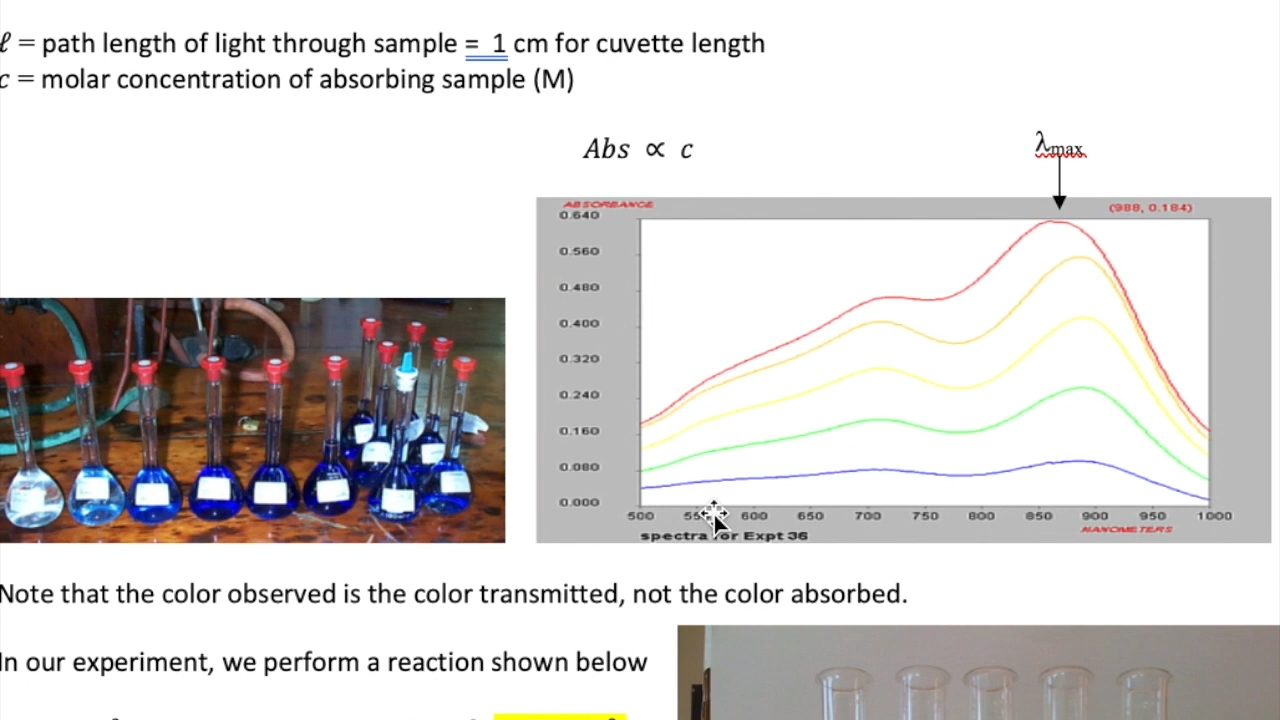 ℓ = path length of light through sample = 1 cm for cuvette length
c = molar concentration of absorbing sample (M)
Abs ∝ c
λmax
ABSORBANCE
(988, 0.184)
0.640
0.560
0.480
0.400
0.320
0.240
0.160
0.080
0.000
500 600 650 700 750 800 850 900 950 1000
NANOMETERS
spectra for Expt 36
Note that the color observed is the color transmitted, not the color absorbed.
In our experiment, we perform a reaction shown below